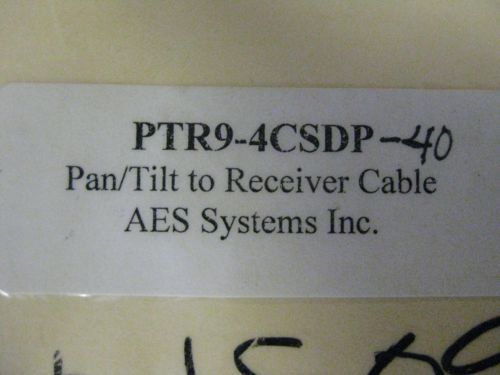 PTR9-4CSDP-40
Pan/Tilt to Receiver Cable
AES Systems Inc.